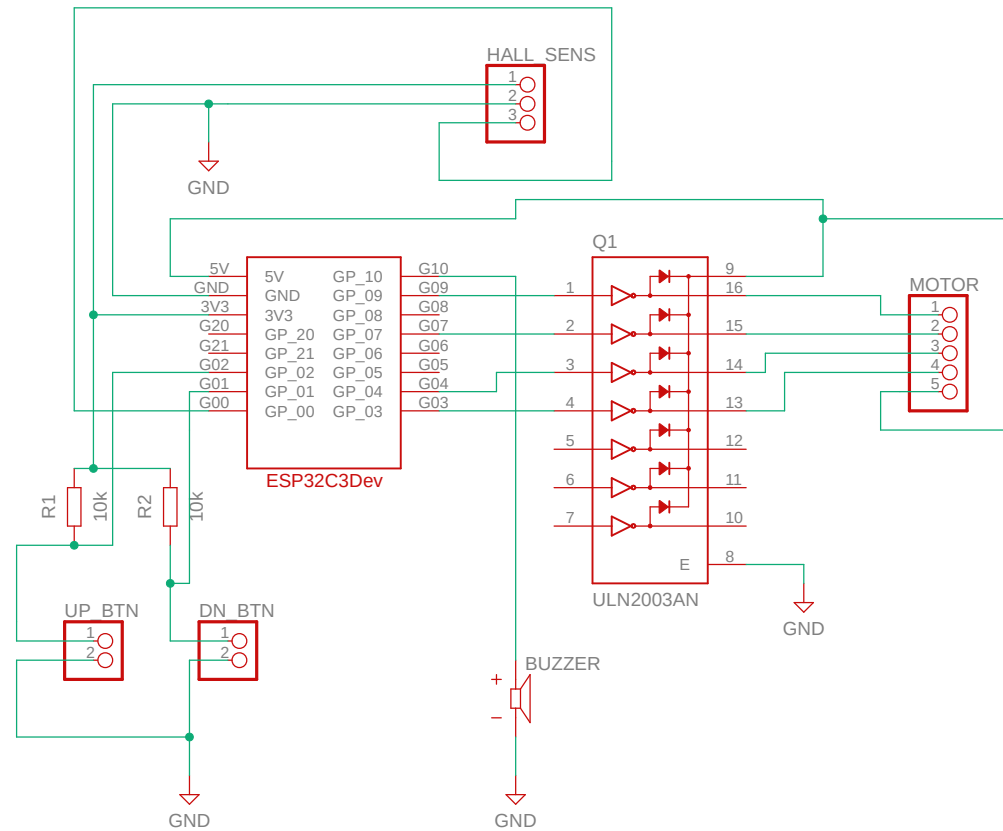 HALL_SENS
1
2
3
GND
Q1
5V
GND
3V3
G20
G21
G02
G01
G00
5V
GND
3V3
GP_20
GP_21
GP_02
GP_01
GP_00
GP_10
GP_09
GP_08
GP_07
GP_06
GP_05
GP_04
GP_03
G10
G09
G08
G07
G06
G05
G04
G03
ESP32C3Dev
1
2
3
4
5
6
7
9
16
15
14
13
12
11
10
E
8
ULN2003AN
GND
MOTOR
1
2
3
4
5
R1
10k
R2
10k
UP_BTN
1
2
DN_BTN
1
2
GND
BUZZER
+
−
GND